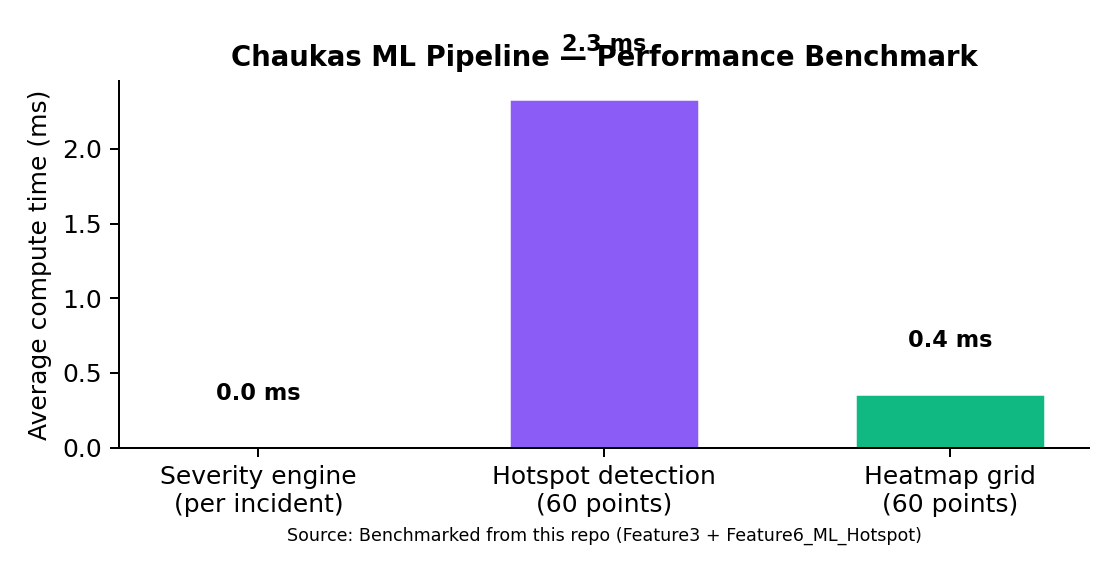 2.3 ms
Chaukas ML Pipeline — Performance Benchmark
Average compute time (ms)
2.0
1.5
1.0
0.5
0.0
0.0 ms
0.4 ms
Severity engine
(per incident)
Hotspot detection
(60 points)
Heatmap grid
(60 points)
Source: Benchmarked from this repo (Feature3 + Feature6_ML_Hotspot)